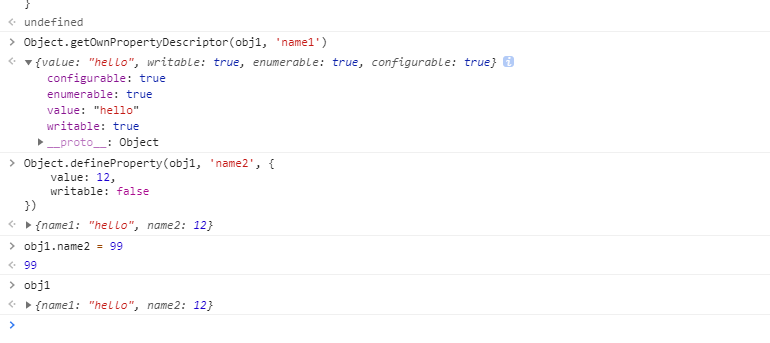 }
undefined
Object.getOwnPropertyDescriptor(obj1, 'name1')
{value: "hello", writable: true, enumerable: true, configurable: true} i
configurable: true
enumerable: true
value: "hello"
writable: true
__proto__: Object
Object.defineProperty(obj1, 'name2', {
value: 12,
writable: false
})
{name1: "hello", name2: 12}
obj1.name2 = 99
99
obj1
{name1: "hello", name2: 12}